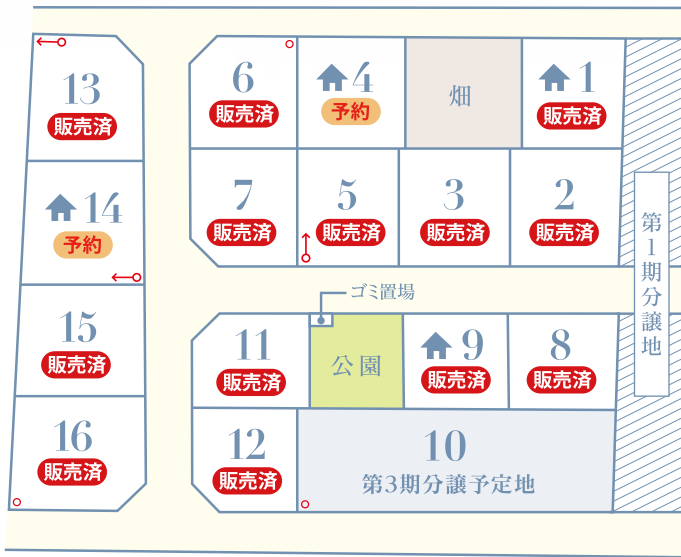 13
販売済
6
販売済
4
予約
畑
1
販売済
14
予約
7
販売済
5
販売済
3
販売済
2
販売済
第1期分譲地
ゴミ置場
15
販売済
11
販売済
公園
9
販売済
8
販売済
16
販売済
12
販売済
10
第3期分譲予定地